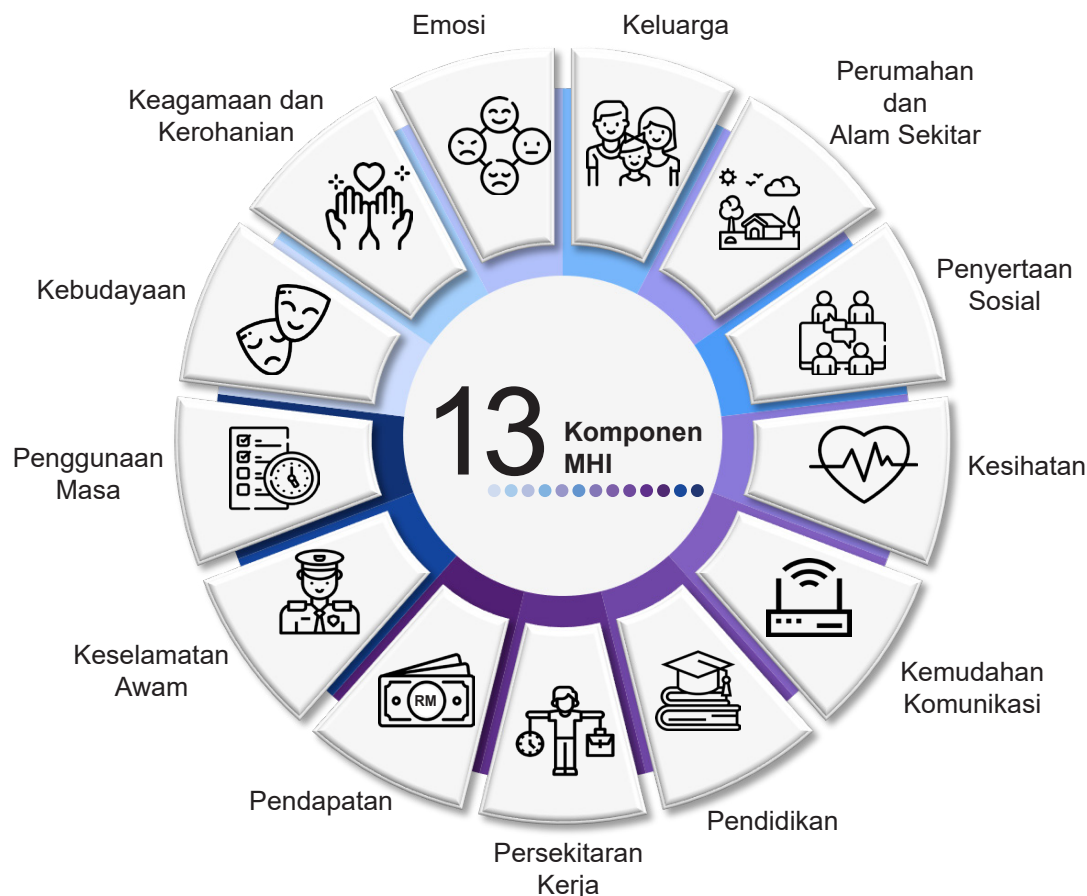 Emosi
Keluarga
Perumahan
dan
Alam Sekitar
Penyertaan
Sosial
Kesihatan
Kemudahan
Komunikasi
Pendidikan
Persekitaran
Kerja
Pendapatan
RM
Keselamatan
Awam
Penggunaan
Masa
Kebudayaan
Keagamaan dan
Kerohanian
13
Komponen
MHI